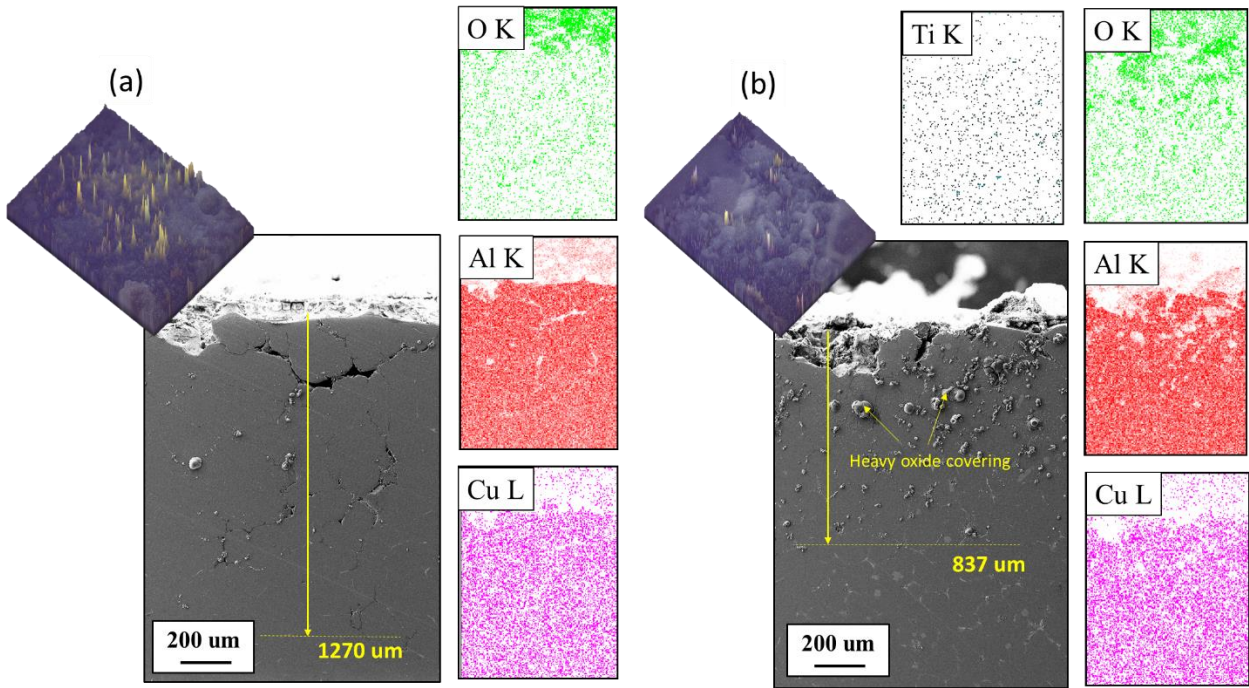 (a)
O K
Al K
Cu L
1270 um
200 um
(b)
Ti K
O K
Al K
Cu L
Heavy oxide covering
837 um
200 um